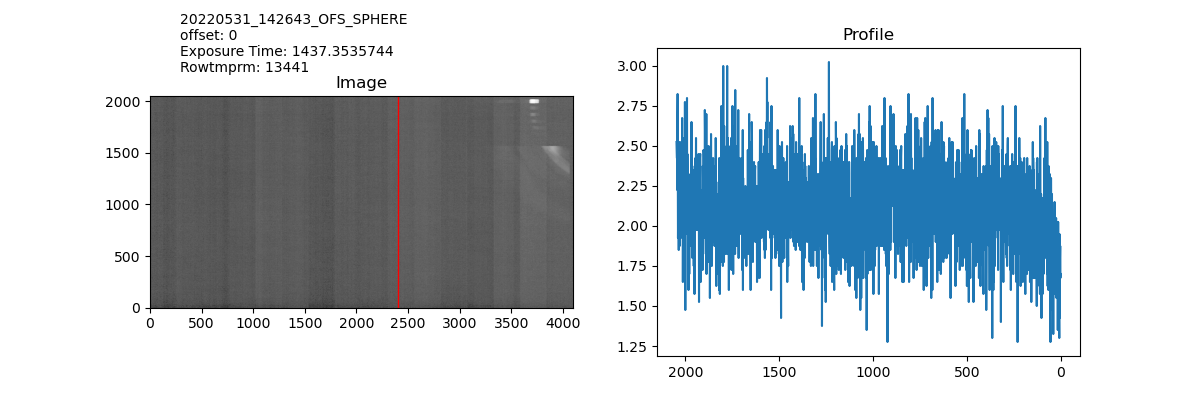 20220531_142643_OFS_SPHERE
offset: 0
Exposure Time: 1437.3535744
Rowtmprm: 13441
Image
2000
1500
1000
500
0
0 500 1000 1500 2000 2500 3000 3500 4000
Profile
3.00
2.75
2.50
2.25
2.00
1.75
1.50
1.25
2000 1500 1000 500 0